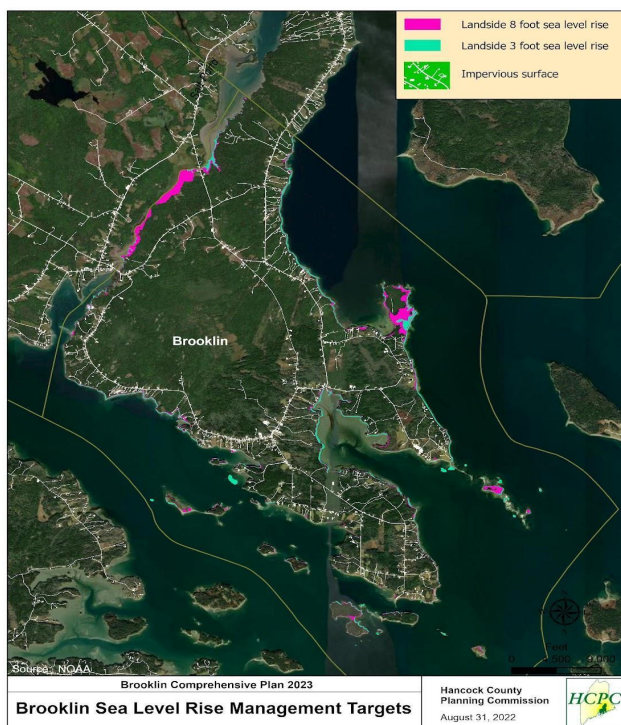 Landside 8 foot sea level rise
Landside 3 foot sea level rise
Impervious surface
Brooklin
Feet
Source: NOAA
Brooklin Comprehensive Plan 2023
Brooklin Sea Level Rise Management Targets
Hancock County
Planning Commission
August 31, 2022
HCPC